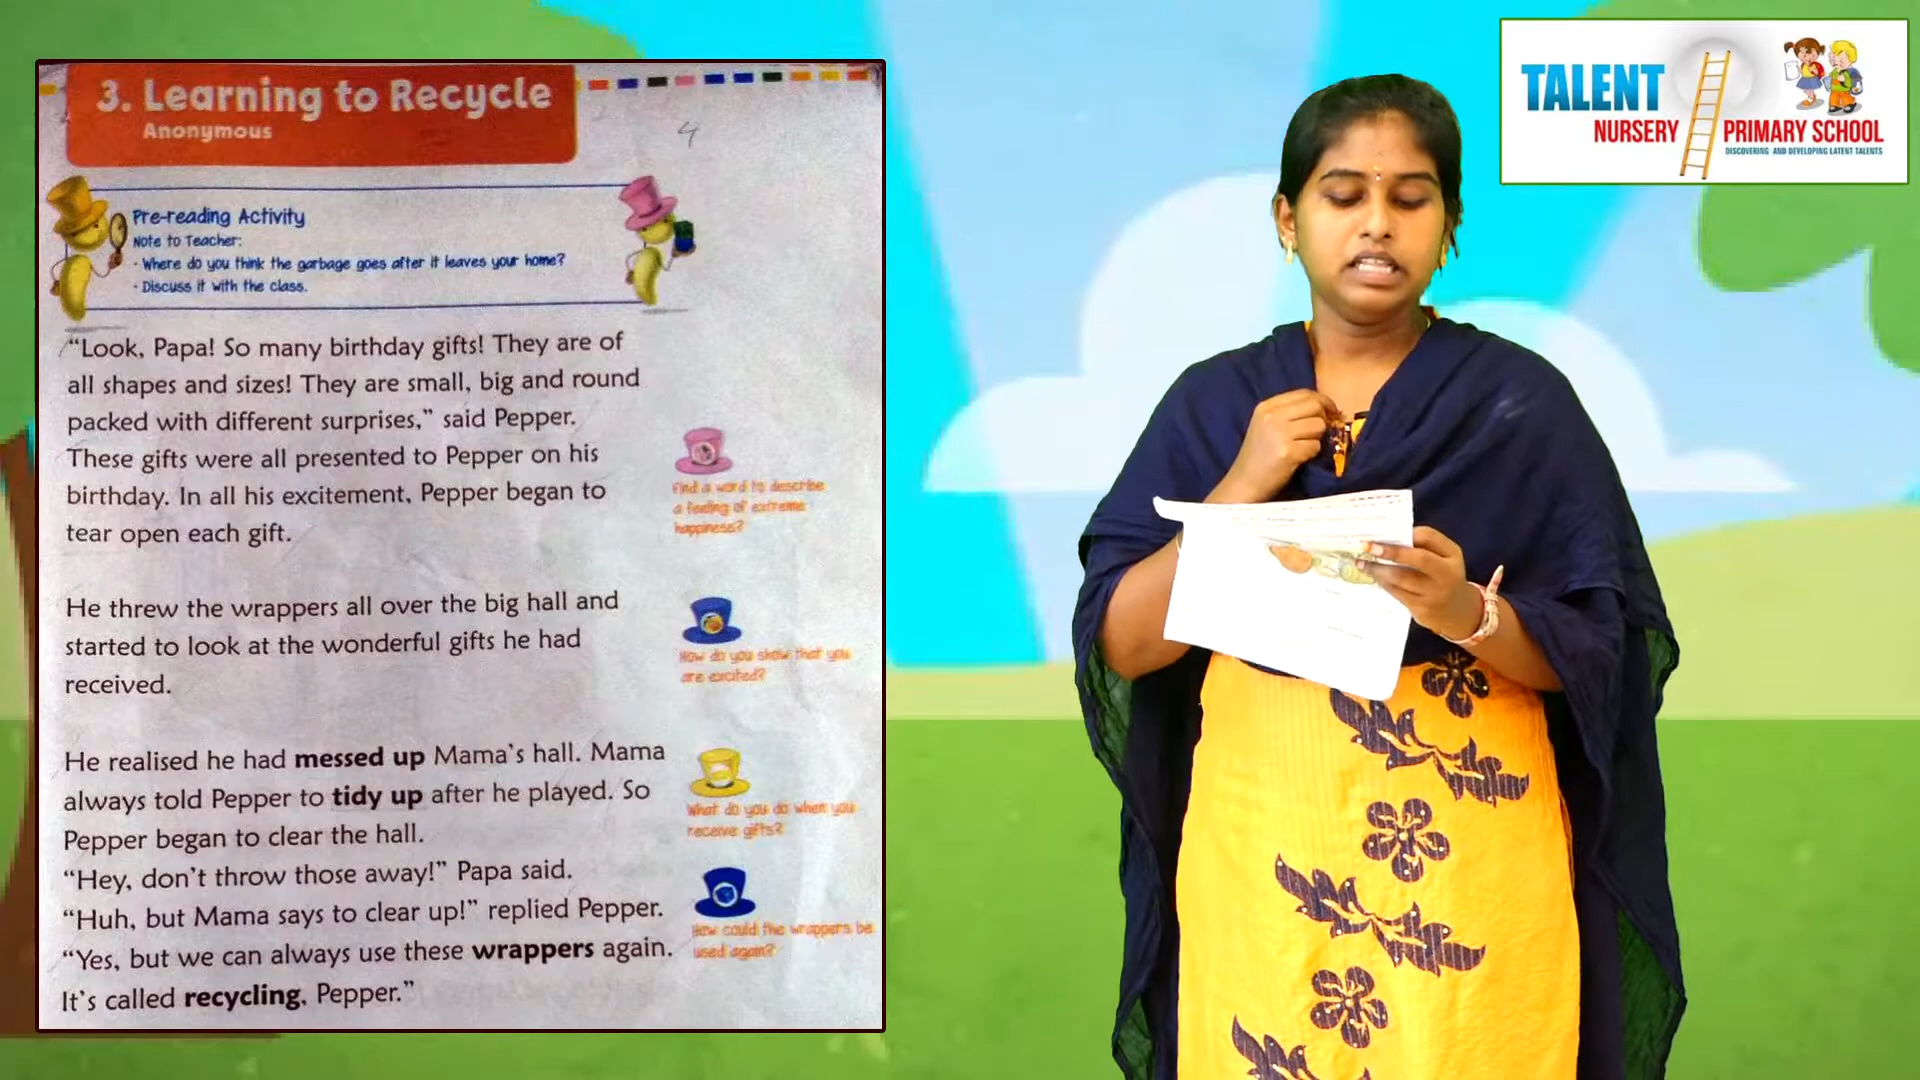 3. Learning to Recycle
Anonymous
4
Pre-reading Activity
Note to Teacher:
· Where do you think the garbage goes after it leaves your home?
· Discuss it with the class.
“Look, Papa! So many birthday gifts! They are of
all shapes and sizes! They are small, big and round
packed with different surprises,” said Pepper.
These gifts were all presented to Pepper on his
birthday. In all his excitement, Pepper began to
tear open each gift.
Find a word to describe
a feeling of extreme
happiness?
He threw the wrappers all over the big hall and
started to look at the wonderful gifts he had
received.
How do you show that you
are excited?
He realised he had messed up Mama’s hall. Mama
always told Pepper to tidy up after he played. So
Pepper began to clear the hall.
What do you do when you
receive gifts?
“Hey, don’t throw those away!” Papa said.
“Huh, but Mama says to clear up!” replied Pepper.
“Yes, but we can always use these wrappers again.
It’s called recycling, Pepper.”
How could the wrappers be
used again?
TALENT
NURSERY PRIMARY SCHOOL
DISCOVERING AND DEVELOPING LATENT TALENTS